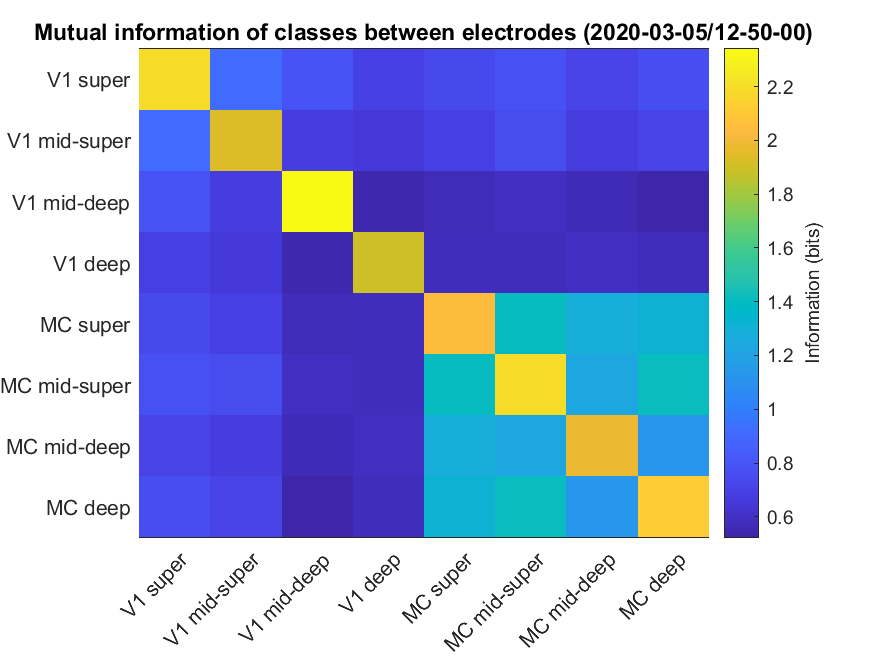 Mutual information of classes between electrodes (2020-03-05/12-50-00)
V1 super
V1 mid-super
V1 mid-deep
V1 deep
MC super
MC mid-super
MC mid-deep
MC deep
V1 super
V1 mid-super
V1 mid-deep
V1 deep
MC super
MC mid-super
MC mid-deep
MC deep
2.2
2
1.8
1.6
1.4
1.2
1
0.8
0.6
Information (bits)